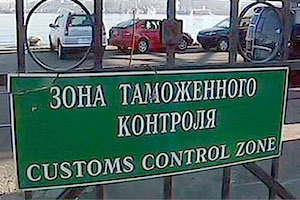 ЗОНА ТАМОЖЕННОГО
КОНТРОЛЯ
CUSTOMS CONTROL ZONE